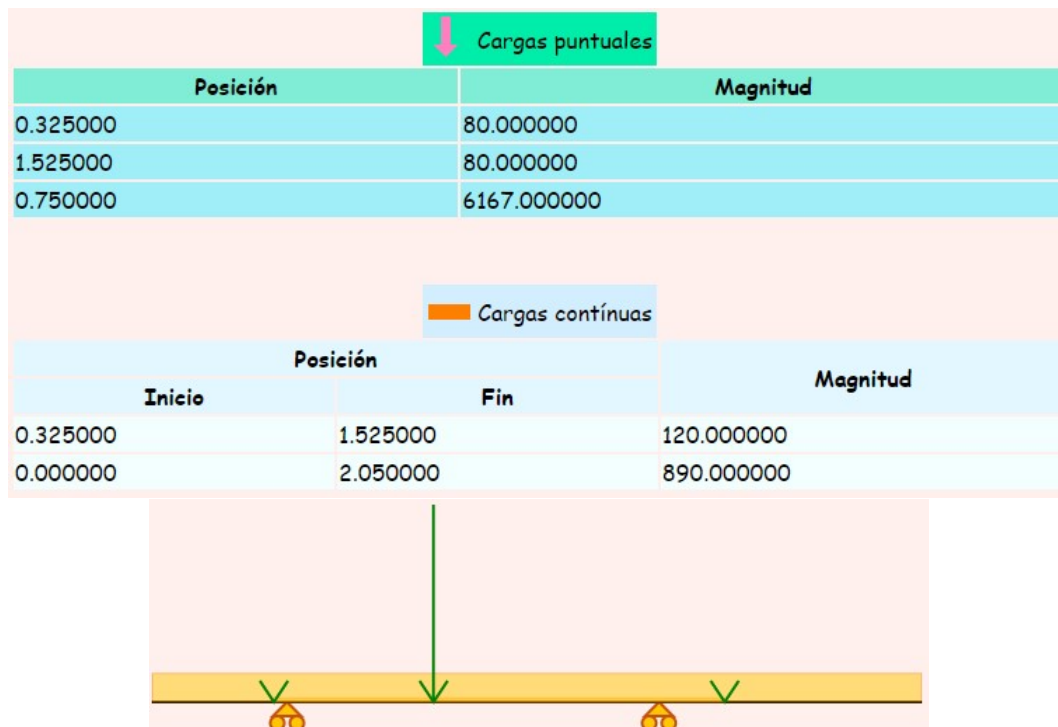 Cargas puntuales
Posición Magnitud
0.325000 80.000000
1.525000 80.000000
0.750000 6167.000000
Cargas contínuas
Posición Magnitud
Inicio Fin
0.325000 1.525000 120.000000
0.000000 2.050000 890.000000